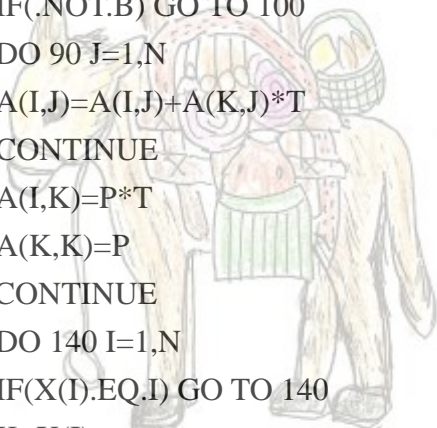 IF(.NOT.B) GO TO 100
DO 90 J=1,N
A(I,J)=A(I,J)+A(K,J)*T
CONTINUE
A(I,K)=P*T
A(K,K)=P
CONTINUE
DO 140 I=1,N
IF(X(I).EQ.I) GO TO 140